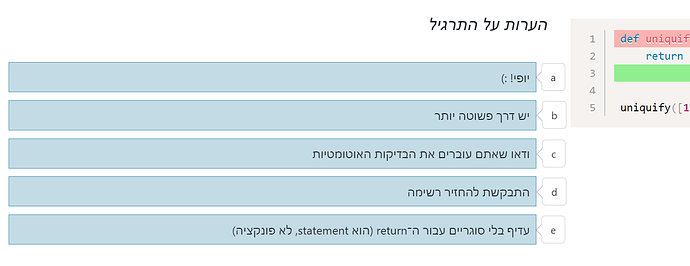 הערות על התרגיל
יופי! :)
a
יש דרך פשוטה יותר
b
ודאו שאתם עוברים את הבדיקות האוטומטיות
c
התבקשת להחזיר רשימה
d
עדיף בלי סוגריים עבור ה־return (הוא statement, לא פונקציה)
e
1 def uniquif
2 return
3
4
5 uniquify([1